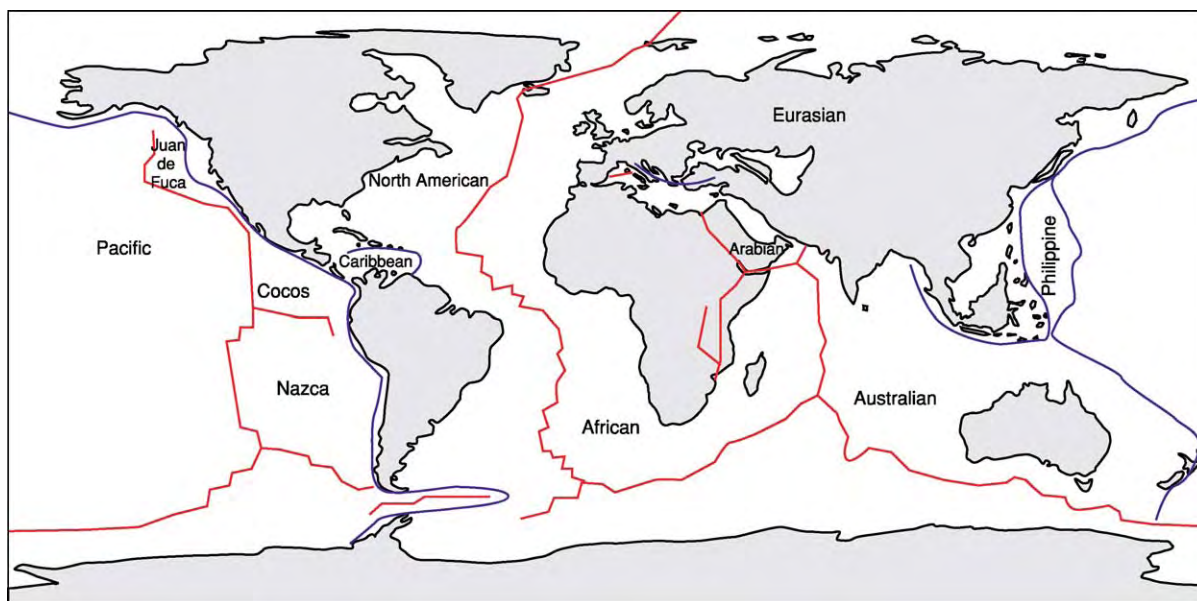 Eurasian
Juan
de
Fuca
North American
Pacific
Caribbean
Arabian
Philippine
Cocos
Nazca
African
Australian